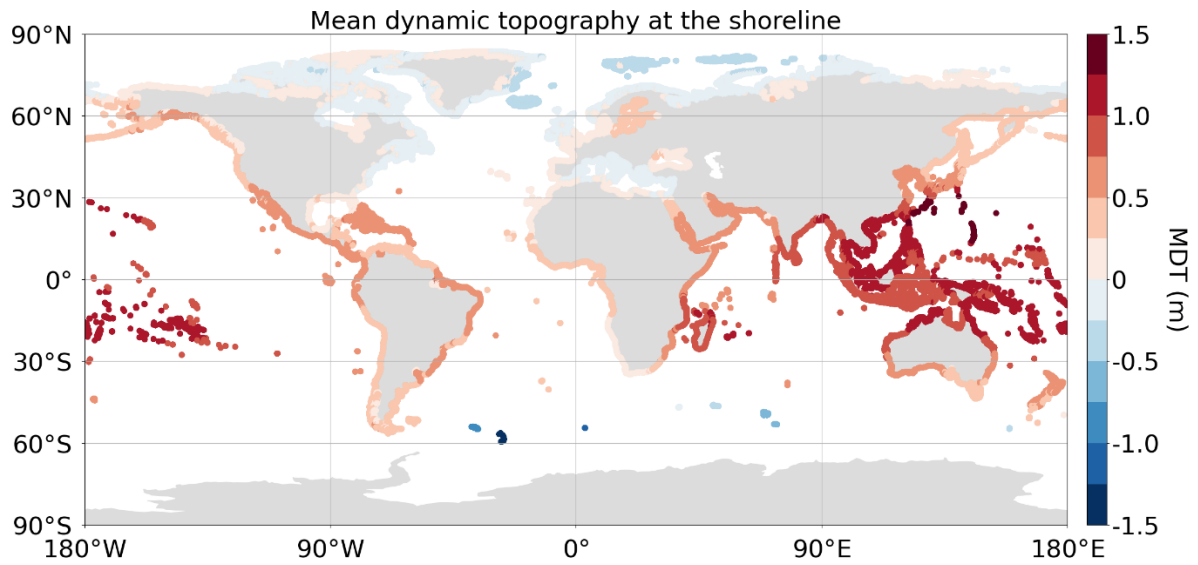 Mean dynamic topography at the shoreline
90°N
60°N
30°N
0°
30°S
60°S
90°S
180°W
90°W
0°
90°E
180°E
1.5
1.0
0.5
0
-0.5
-1.0
-1.5
MDT (m)